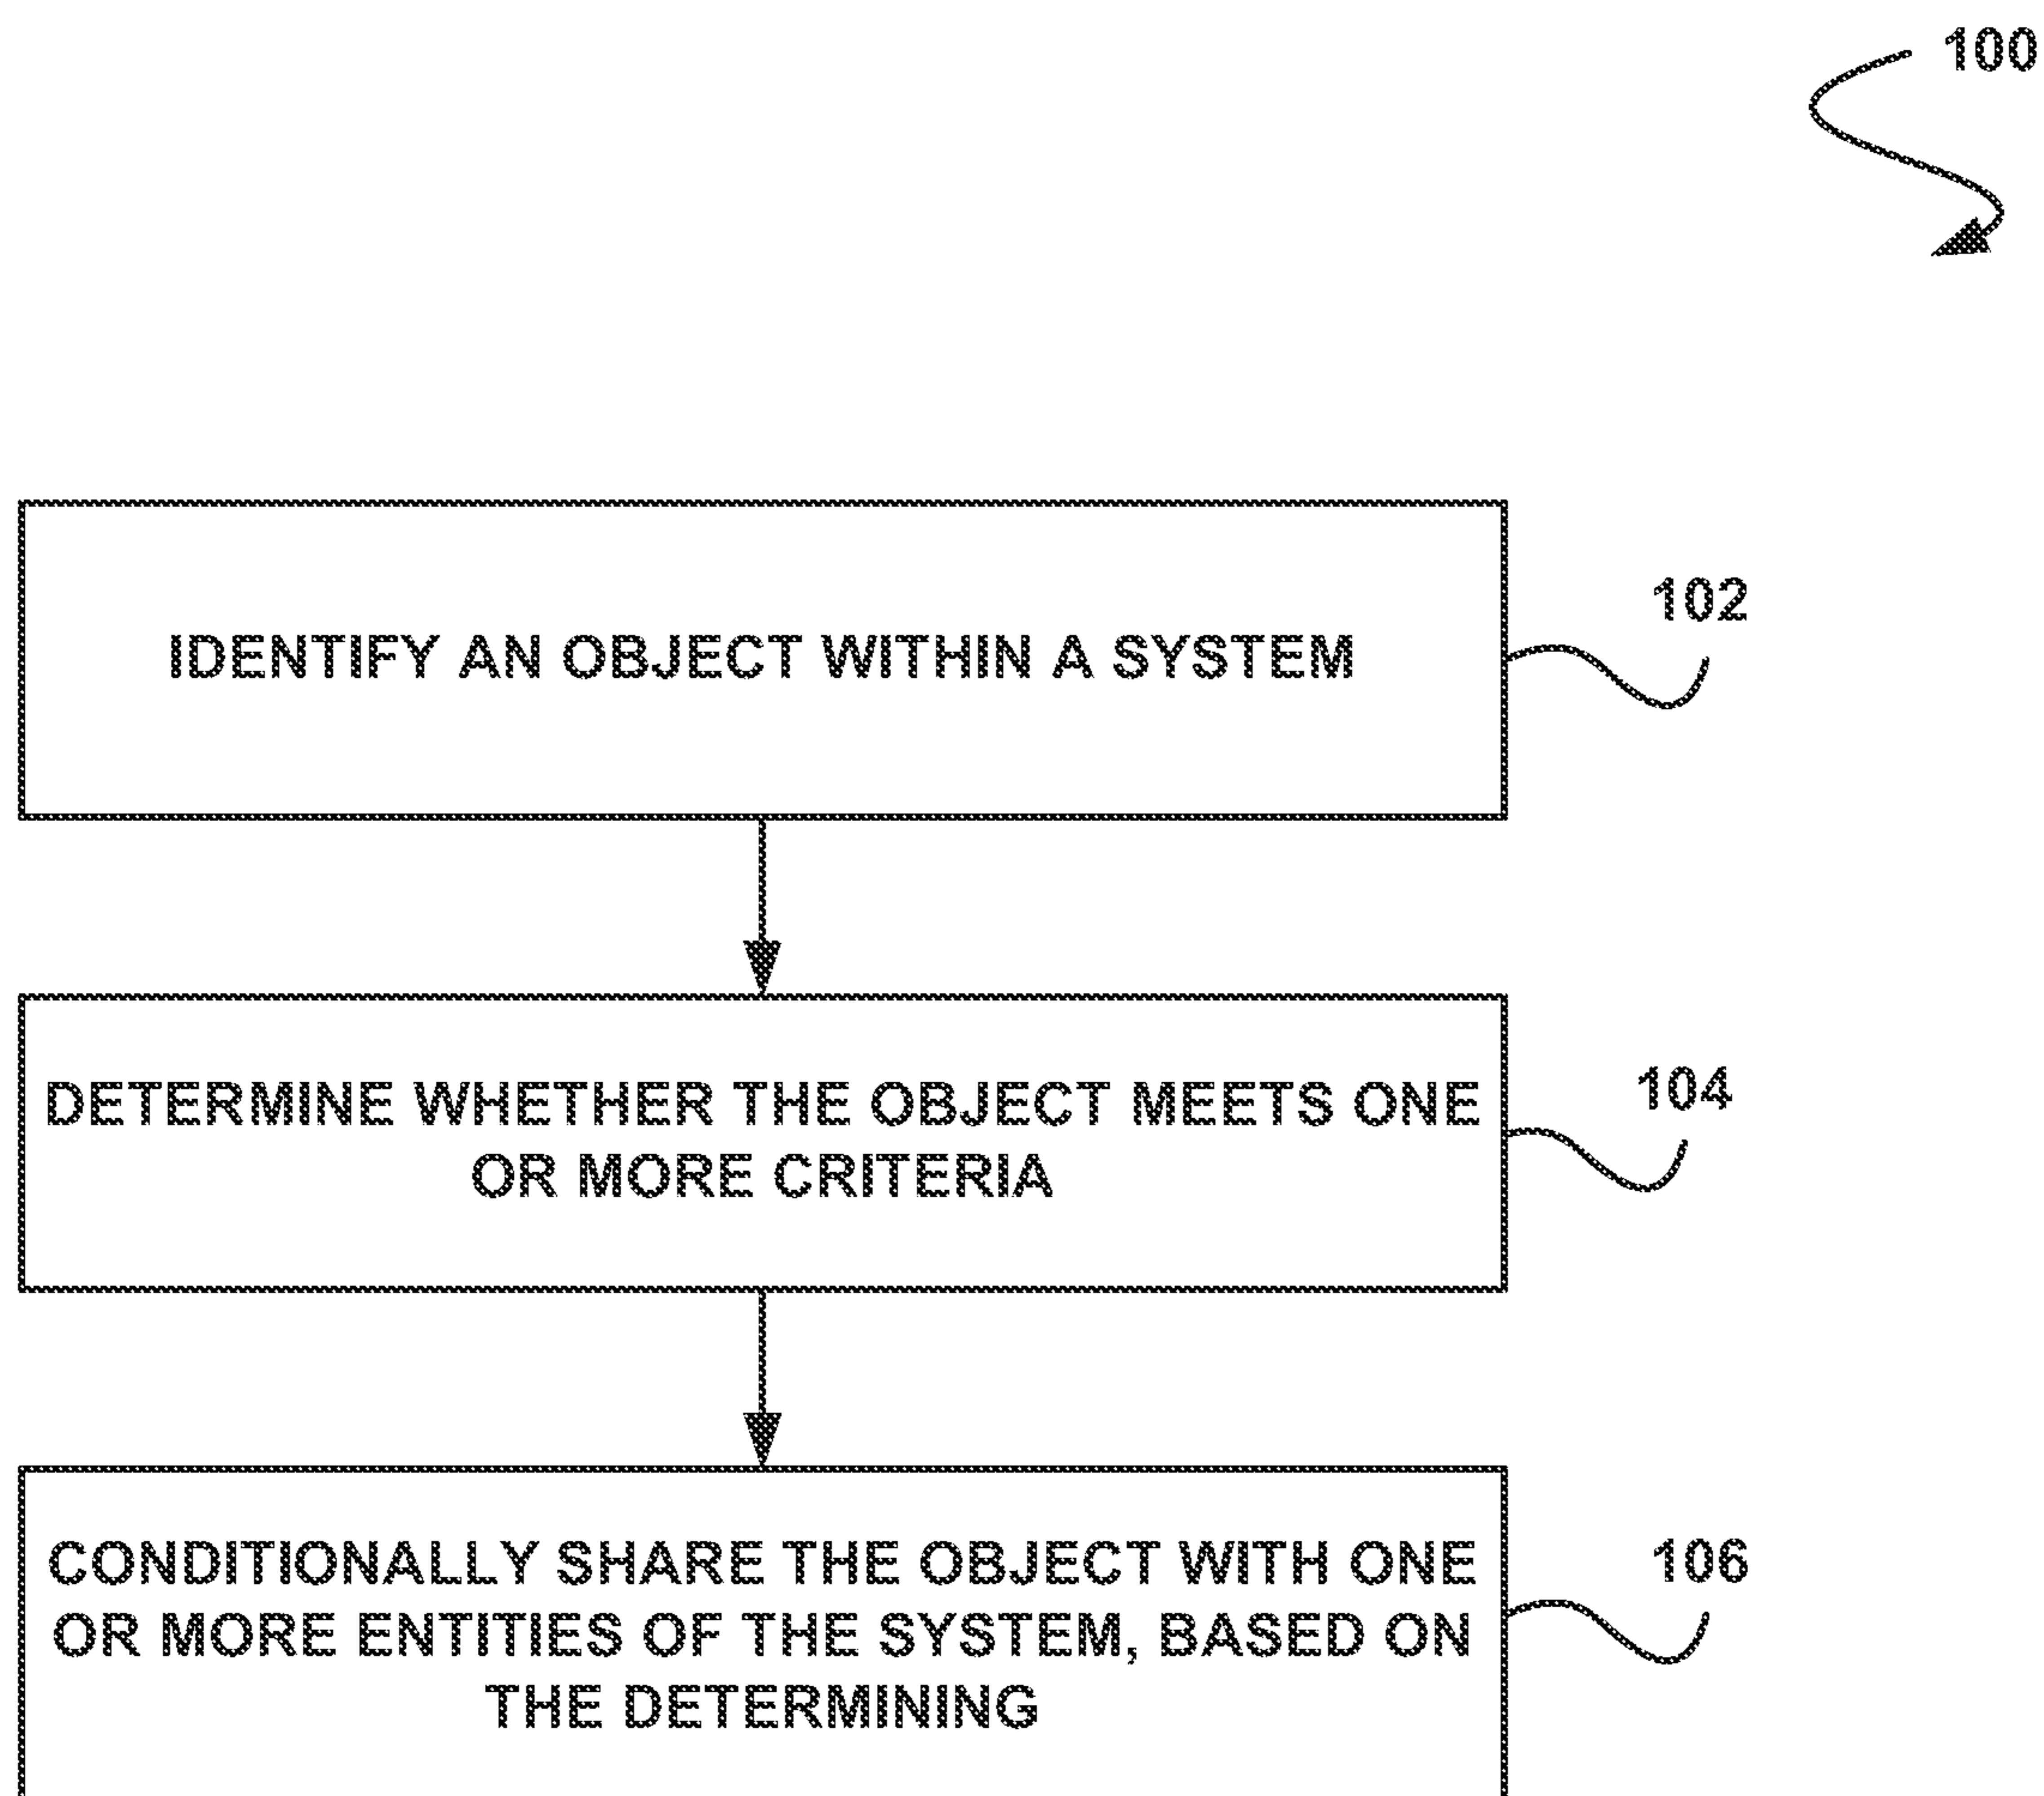 100
IDENTIFY AN OBJECT WITHIN A SYSTEM
102
DETERMINE WHETHER THE OBJECT MEETS ONE
OR MORE CRITERIA
104
CONDITIONALLY SHARE THE OBJECT WITH ONE
OR MORE ENTITIES OF THE SYSTEM, BASED ON
THE DETERMINING
106